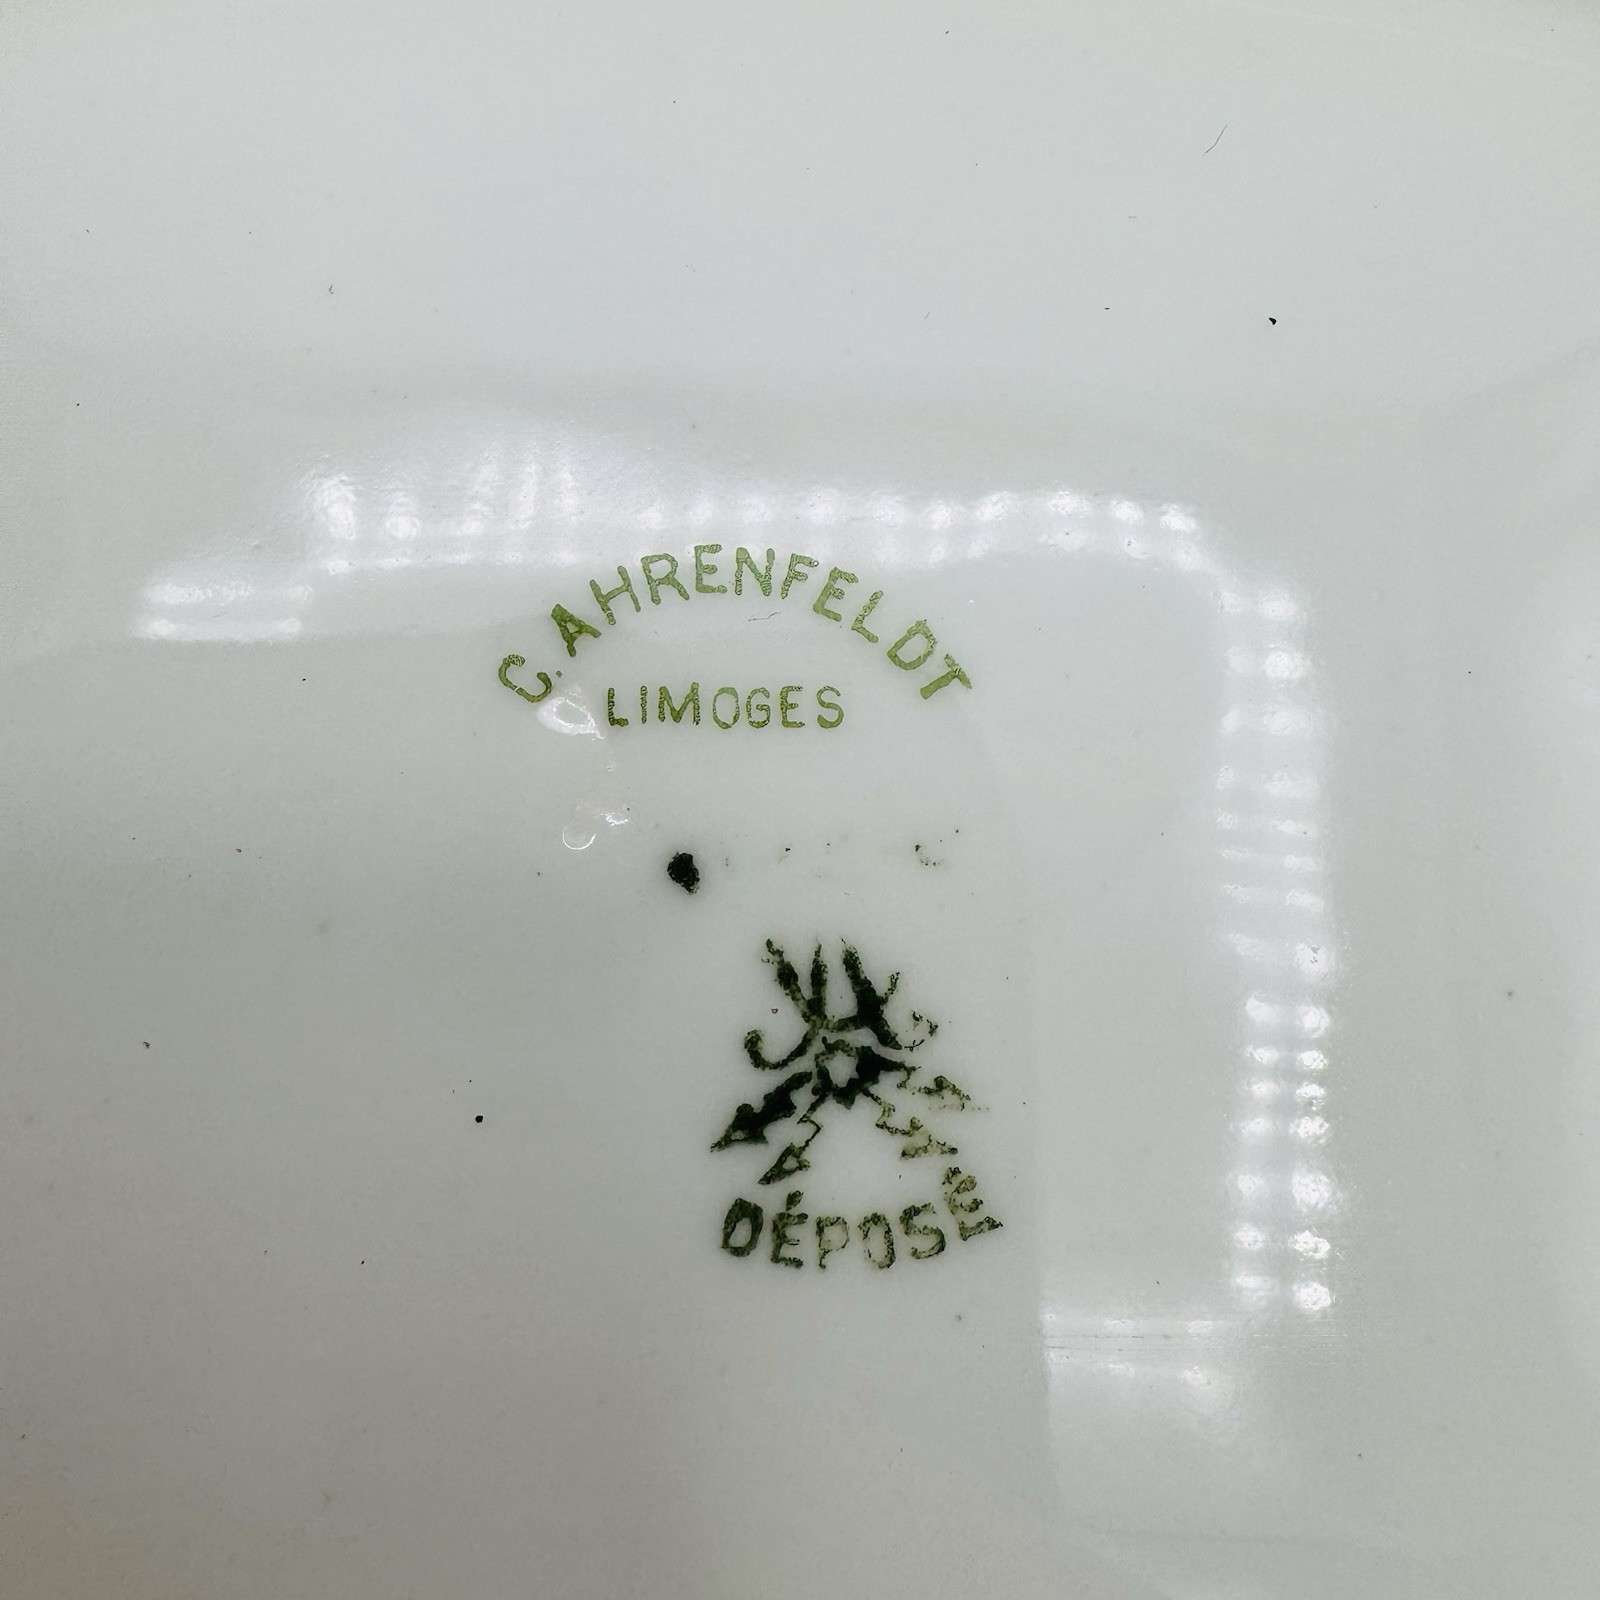 C. AHRENFELDT
LIMOGES
DÉPOSÉ